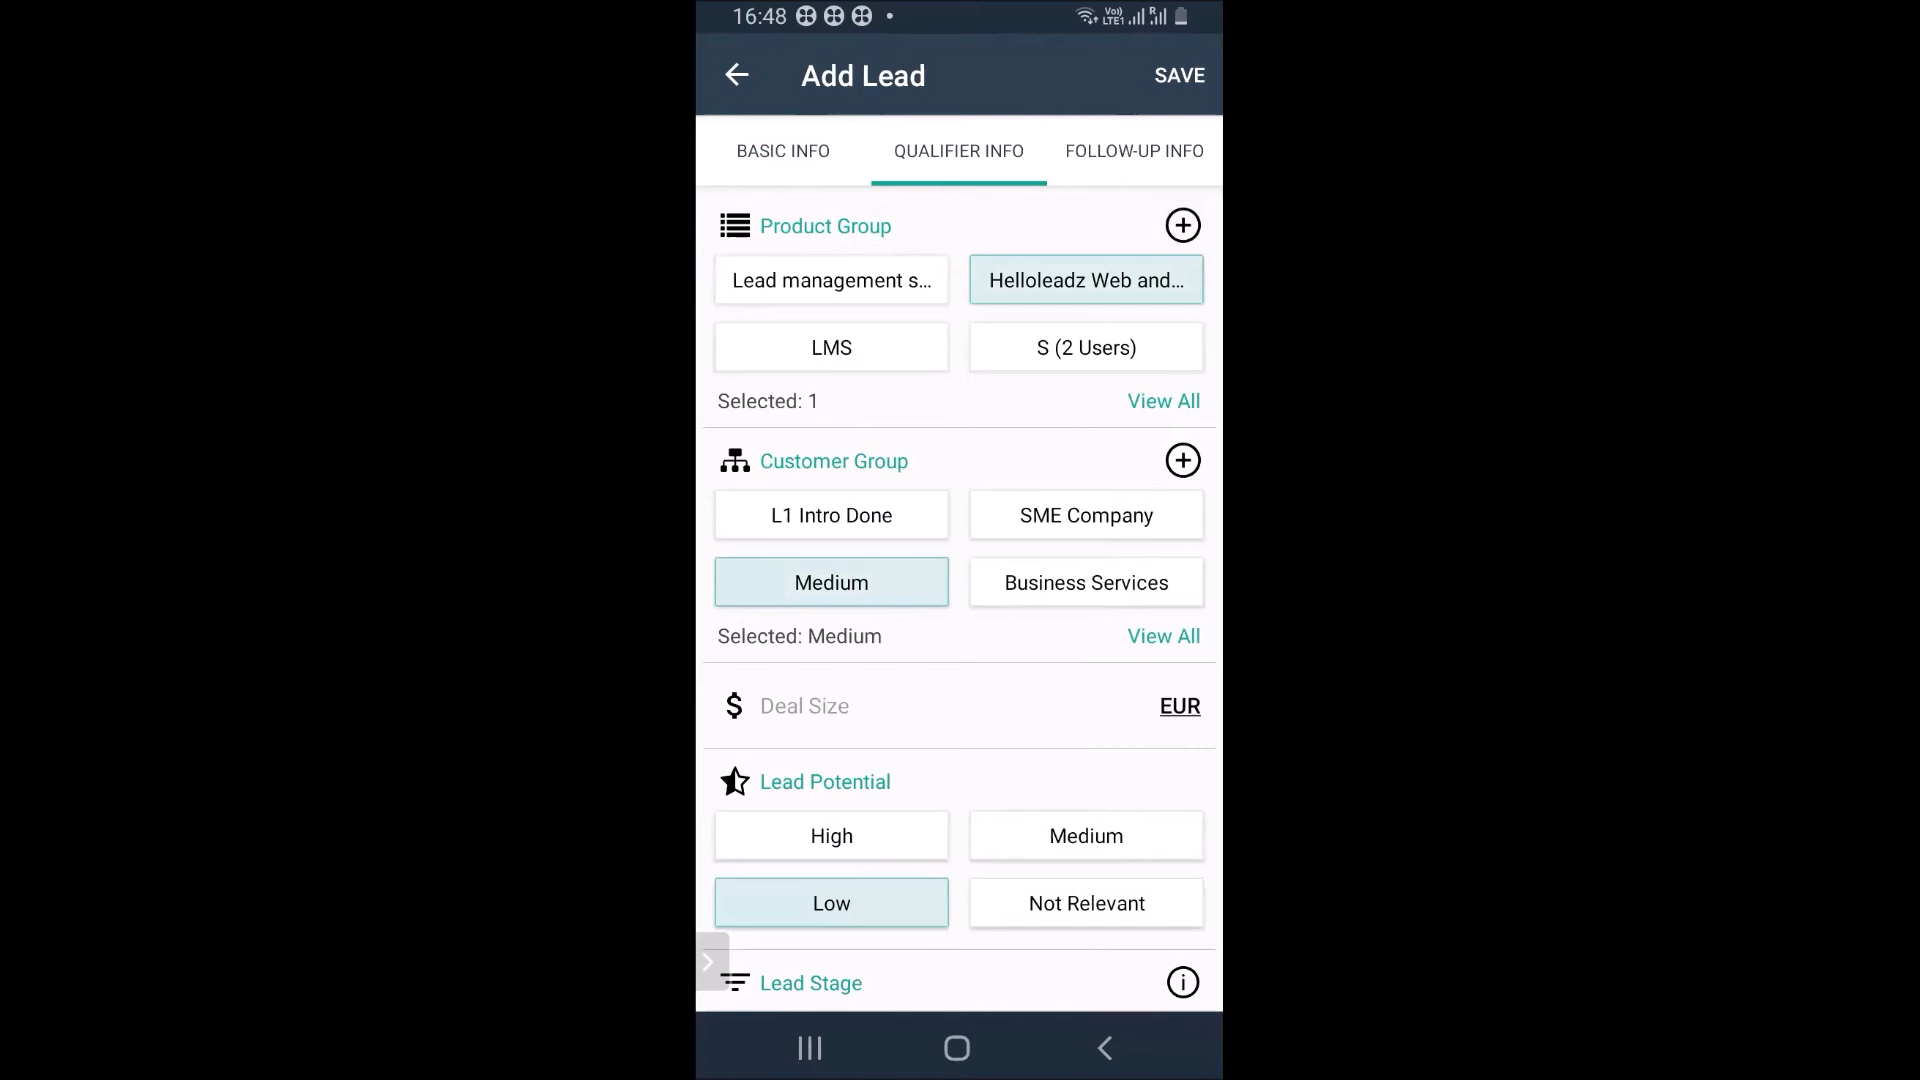 16:48
Vo)) LTE1 R
Add Lead
SAVE
BASIC INFO
QUALIFIER INFO
FOLLOW-UP INFO
Product Group
Lead management s...
Helloleadz Web and...
LMS
S (2 Users)
Selected: 1
View All
Customer Group
L1 Intro Done
SME Company
Medium
Business Services
Selected: Medium
View All
$ Deal Size
EUR
Lead Potential
High
Medium
Low
Not Relevant
Lead Stage